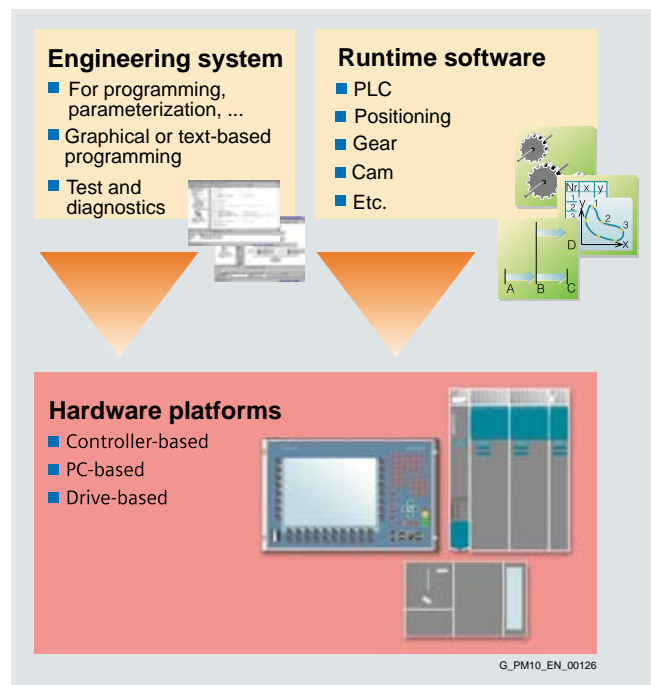 Engineering system
For programming,
parameterization, ...
Graphical or text-based
programming
Test and
diagnostics
Runtime software
PLC
Positioning
Gear
Cam
Etc.
Nr. x y
1
2
3
y 1
2
3
x
D
A B C
Hardware platforms
Controller-based
PC-based
Drive-based
G_PM10_EN_00126